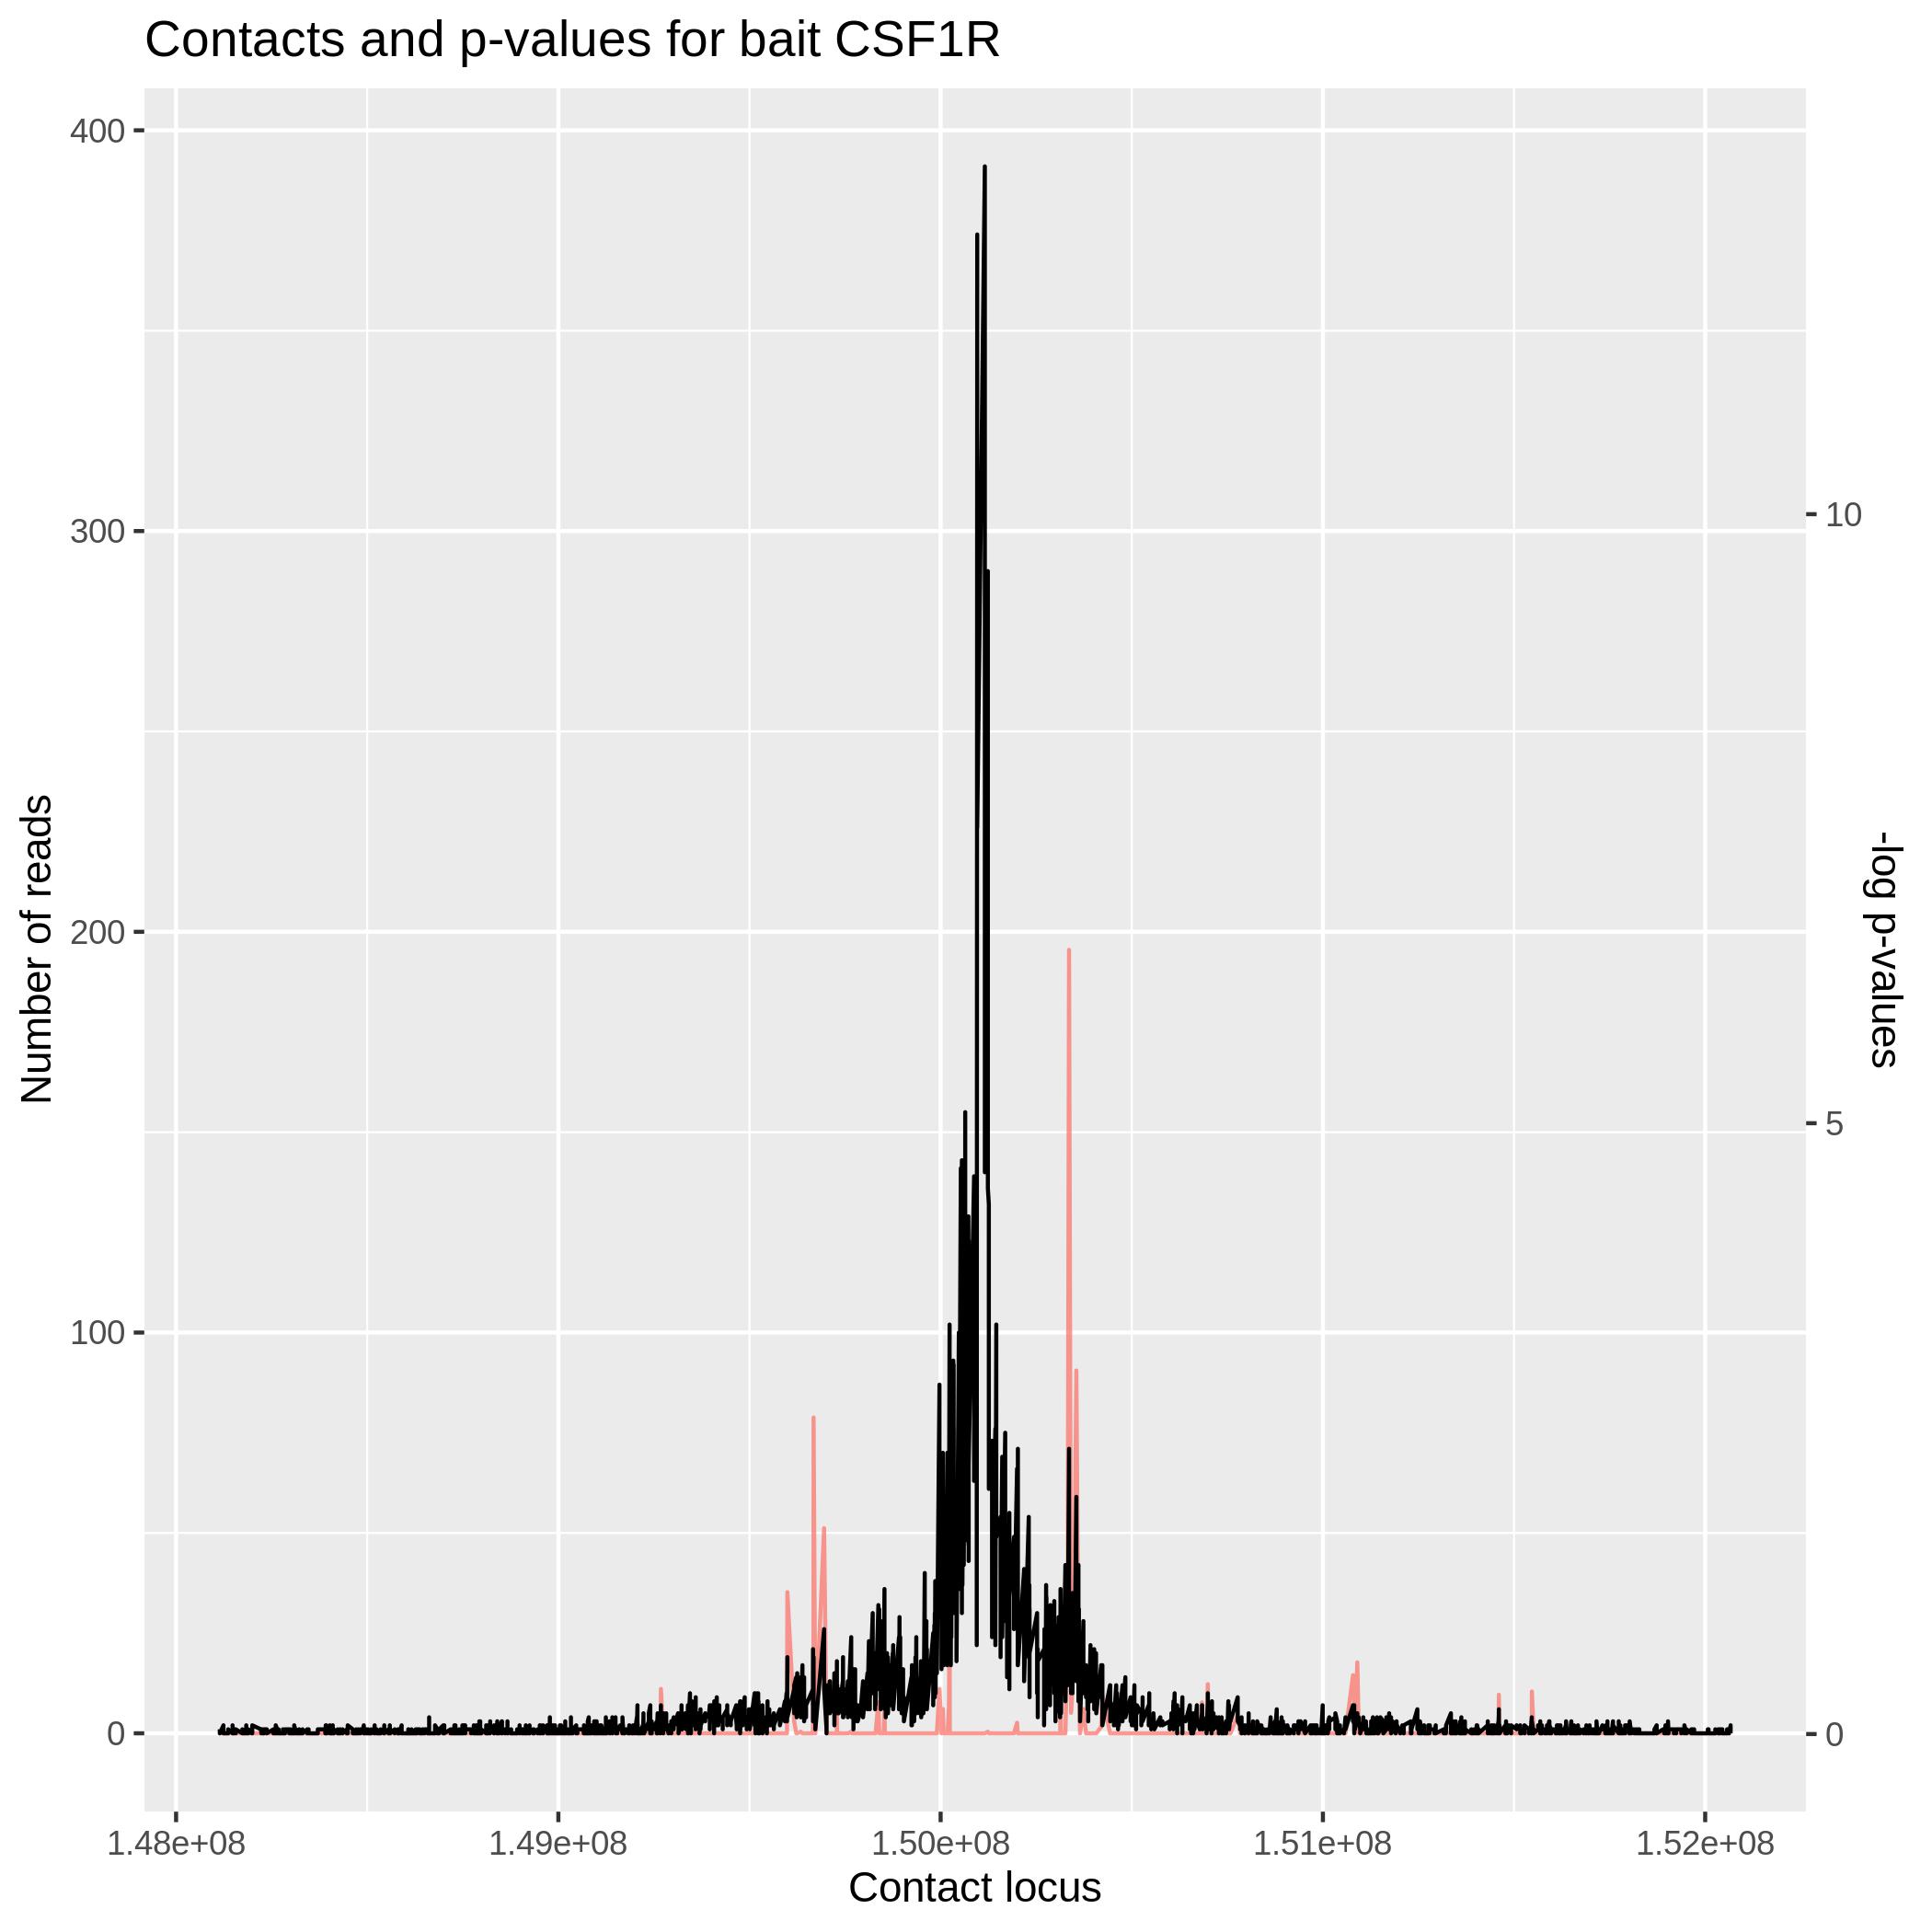 Contacts and p-values for bait CSF1R
400
300
200
100
0
Number of reads
10
5
0
-log p-values
1.48e+08
1.49e+08
1.50e+08
1.51e+08
1.52e+08
Contact locus